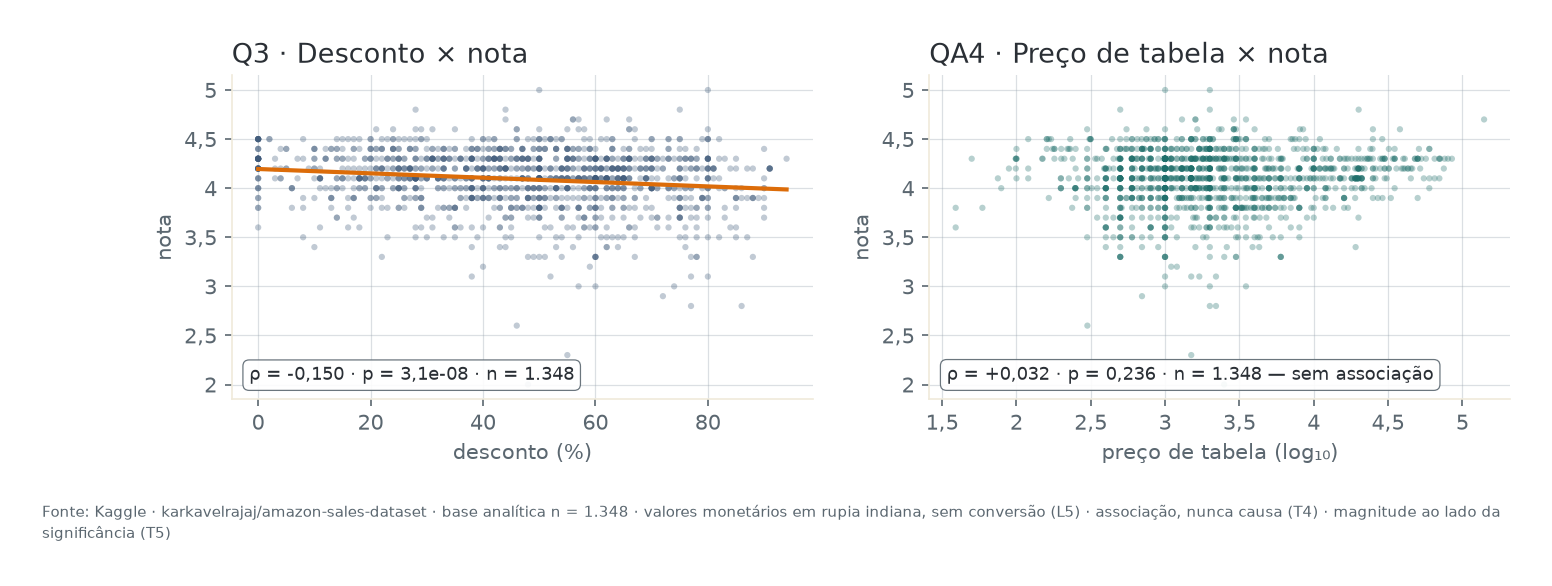 Q3 · Desconto × nota
5
4,5
4
3,5
3
2,5
2
nota
ρ = -0,150 · p = 3,1e-08 · n = 1.348
0 20 40 60 80
desconto (%)
QA4 · Preço de tabela × nota
5
4,5
4
3,5
3
2,5
2
nota
ρ = +0,032 · p = 0,236 · n = 1.348 — sem associação
1,5 2 2,5 3 3,5 4 4,5 5
preço de tabela (log₁₀)
Fonte: Kaggle · karkavelrajaj/amazon-sales-dataset · base analítica n = 1.348 · valores monetários em rupia indiana, sem conversão (L5) · associação, nunca causa (T4) · magnitude ao lado da
significância (T5)